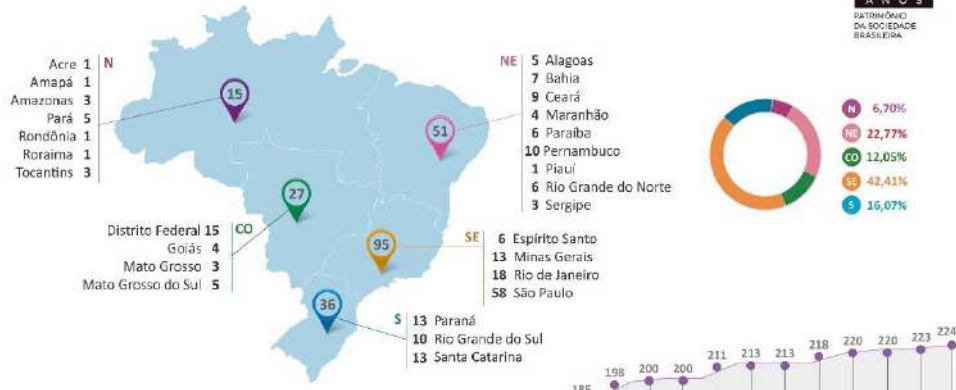 A N O S
PATRIMÔNIO
DA SOCIEDADE
BRASILEIRA
Acre 1 N
Amapá 1
Amazonas 3
Pará 5
Rondônia 1
Roraima 1
Tocantins 3
15
NE 5 Alagoas
7 Bahia
9 Ceará
4 Maranhão
6 Paraíba
10 Pernambuco
1 Piauí
6 Rio Grande do Norte
3 Sergipe
51
N 6,70%
NE 22,77%
CO 12,05%
SE 42,41%
S 16,07%
27
Distrito Federal 15 CO
Goiás 4
Mato Grosso 3
Mato Grosso do Sul 5
95
SE 6 Espírito Santo
13 Minas Gerais
18 Rio de Janeiro
58 São Paulo
36
S 13 Paraná
10 Rio Grande do Sul
13 Santa Catarina
185 198 200 200 211 213 213 218 220 220 223 224